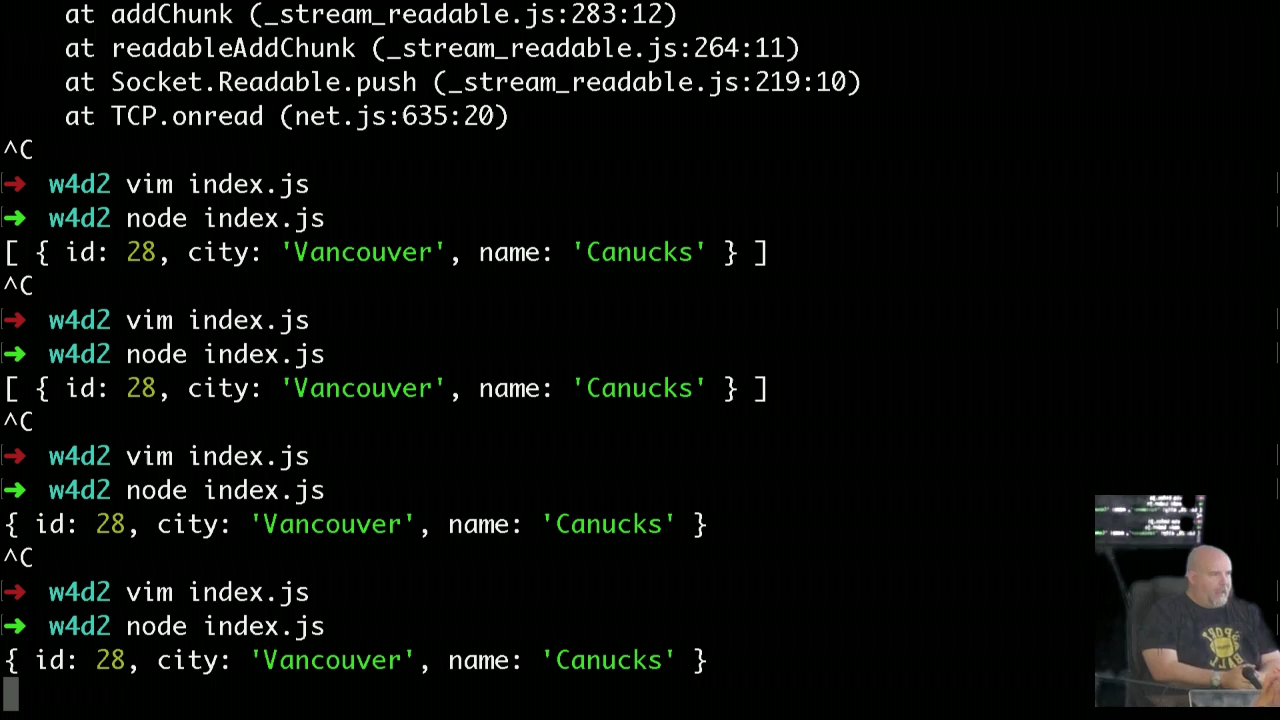 at addChunk (_stream_readable.js:283:12)
at readableAddChunk (_stream_readable.js:264:11)
at Socket.Readable.push (_stream_readable.js:219:10)
at TCP.onread (net.js:635:20)
^C
➜ w4d2 vim index.js
➜ w4d2 node index.js
[ { id: 28, city: 'Vancouver', name: 'Canucks' } ]
^C
➜ w4d2 vim index.js
➜ w4d2 node index.js
[ { id: 28, city: 'Vancouver', name: 'Canucks' } ]
^C
➜ w4d2 vim index.js
➜ w4d2 node index.js
{ id: 28, city: 'Vancouver', name: 'Canucks' }
^C
➜ w4d2 vim index.js
➜ w4d2 node index.js
{ id: 28, city: 'Vancouver', name: 'Canucks' }